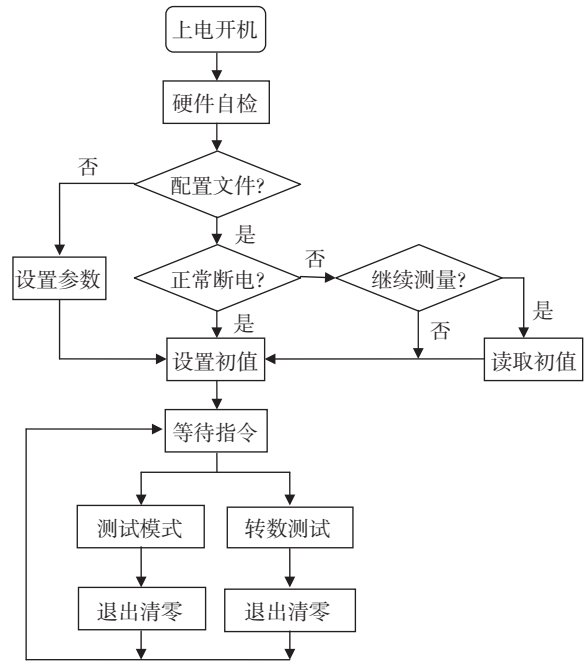 上电开机
硬件自检
否
配置文件?
是
设置参数
正常断电?
否
继续测量?
是
是
否
设置初值
读取初值
等待指令
测试模式
转数测试
退出清零
退出清零